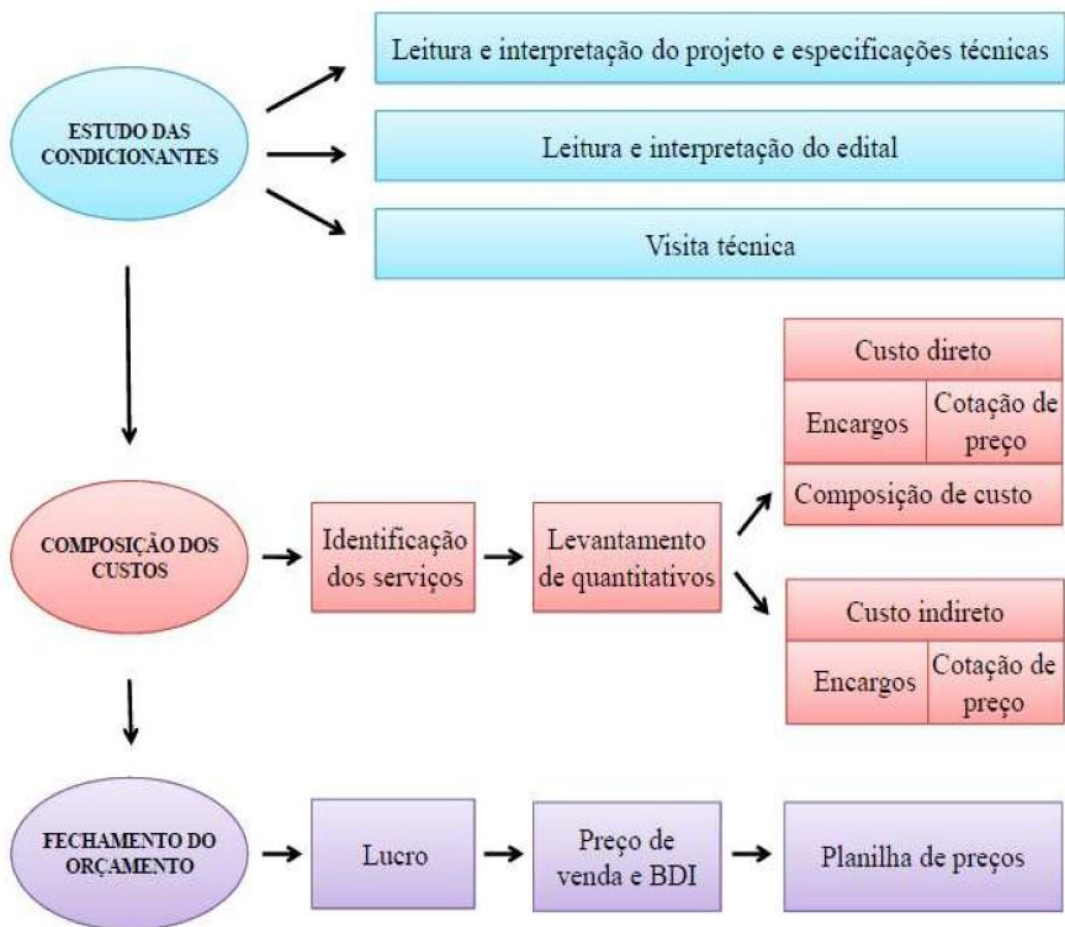 Leitura e interpretação do projeto e especificações técnicas
ESTUDO DAS
CONDICIONANTES
Leitura e interpretação do edital
Visita técnica
Custo direto
Encargos
Cotação de
preço
Composição de custo
COMPOSIÇÃO DOS
CUSTOS
Identificação
dos serviços
Levantamento
de quantitativos
Custo indireto
Encargos
Cotação de
preço
FECHAMENTO DO
ORÇAMENTO
Lucro
Preço de
venda e BDI
Planilha de preços